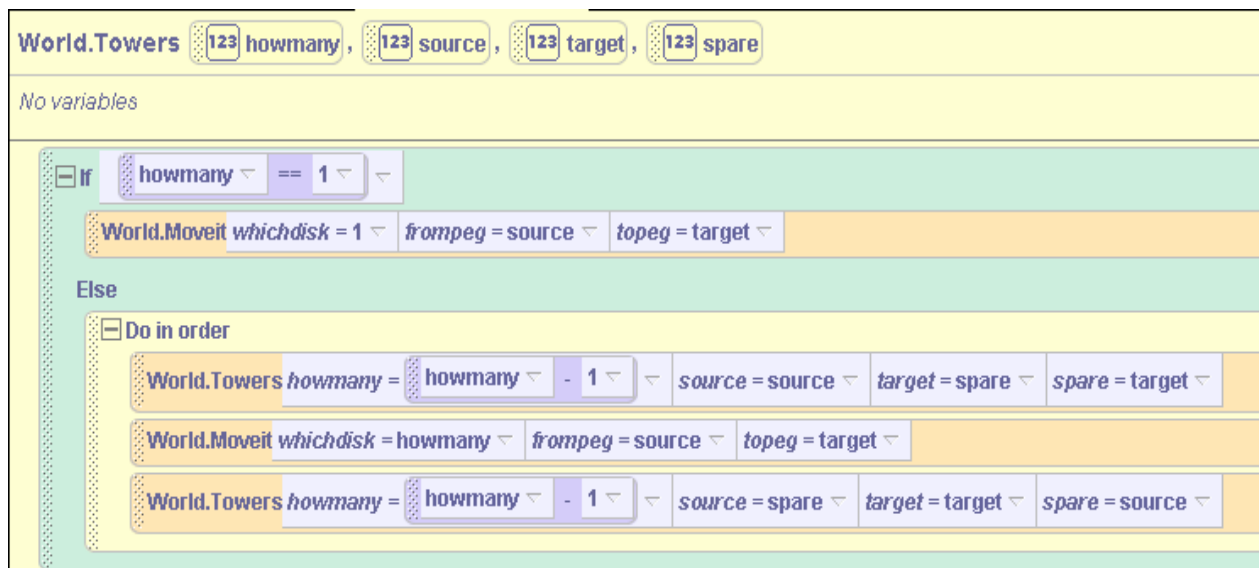 World.Towers 123 howmany, 123 source, 123 target, 123 spare
No variables
If howmany == 1
World.Moveit whichdisk = 1 frompeg = source topeg = target
Else
Do in order
World.Towers howmany = howmany - 1 source = source target = spare spare = target
World.Moveit whichdisk = howmany frompeg = source topeg = target
World.Towers howmany = howmany - 1 source = spare target = target spare = source